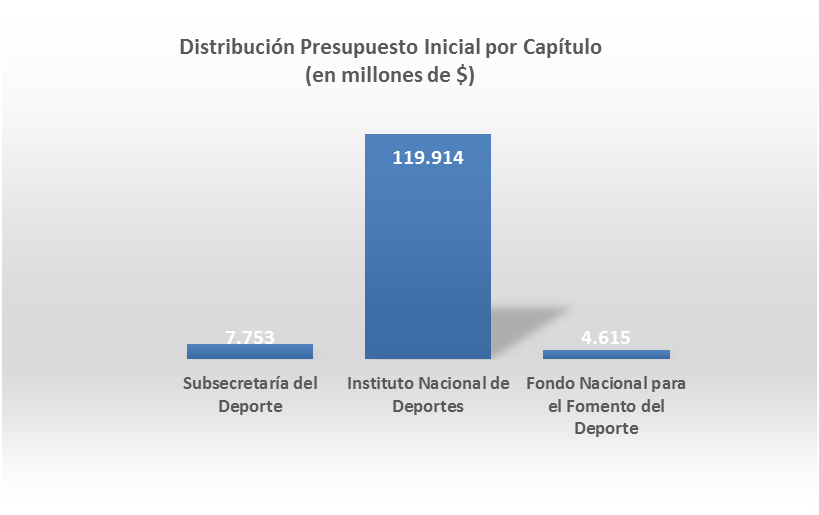 Distribución Presupuesto Inicial por Capítulo
(en millones de $)
119.914
7.753
4.615
Subsecretaría del
Deporte
Instituto Nacional de
Deportes
Fondo Nacional para
el Fomento del
Deporte